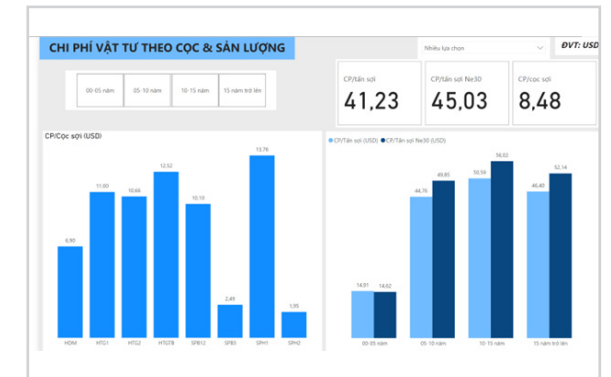 CHI PHÍ VẬT TƯ THEO CỌC & SẢN LƯỢNG
Nhiều lựa chọn
ĐVT: USD
00-05 năm
05-10 năm
10-15 năm
15 năm trở lên
CP/tấn sợi
41,23
CP/tấn sợi Ne30
45,03
CP/cọc sợi
8,48
CP/Cọc sợi (USD)
6,90
11,00
10,66
12,52
10,10
2,49
13,76
1,95
HDM
HTG1
HTG2
HTGTB
SPB12
SPB3
SPH1
SPH2
CP/Tấn sợi (USD) CP/Tấn sợi Ne30 (USD)
14,91
14,62
44,76
49,85
50,59
56,02
46,40
52,14
00-05 năm
05-10 năm
10-15 năm
15 năm trở lên